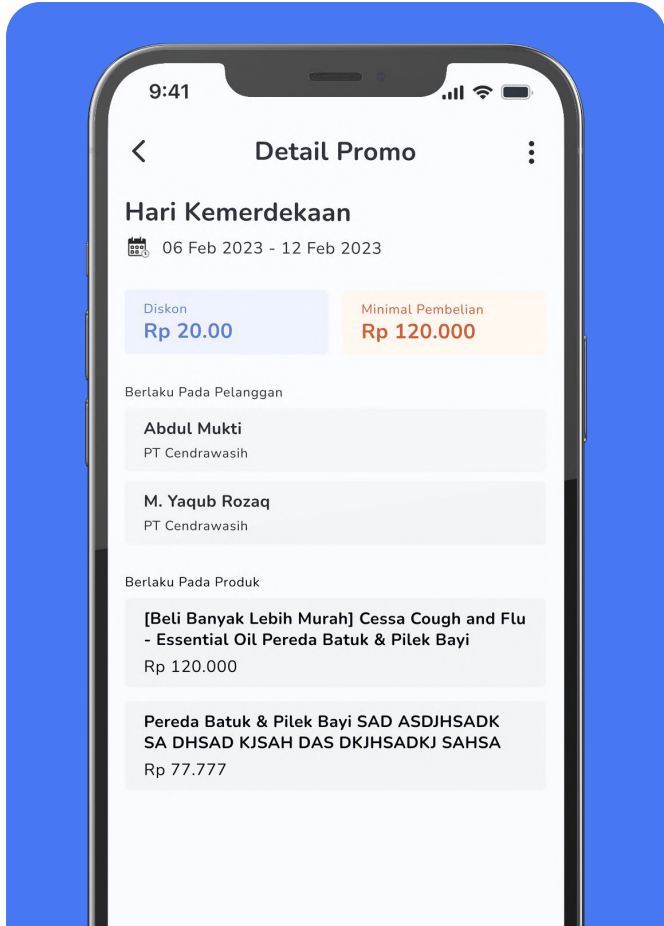 9:41
Detail Promo
Hari Kemerdekaan
06 Feb 2023 - 12 Feb 2023
Diskon
Rp 20.00
Minimal Pembelian
Rp 120.000
Berlaku Pada Pelanggan
Abdul Mukti
PT Cendrawasih
M. Yaqub Rozaq
PT Cendrawasih
Berlaku Pada Produk
[Beli Banyak Lebih Murah] Cessa Cough and Flu
- Essential Oil Pereda Batuk & Pilek Bayi
Rp 120.000
Pereda Batuk & Pilek Bayi SAD ASDJHSADK
SA DHSAD KJSAH DAS DKJHSADKJ SAHSA
Rp 77.777